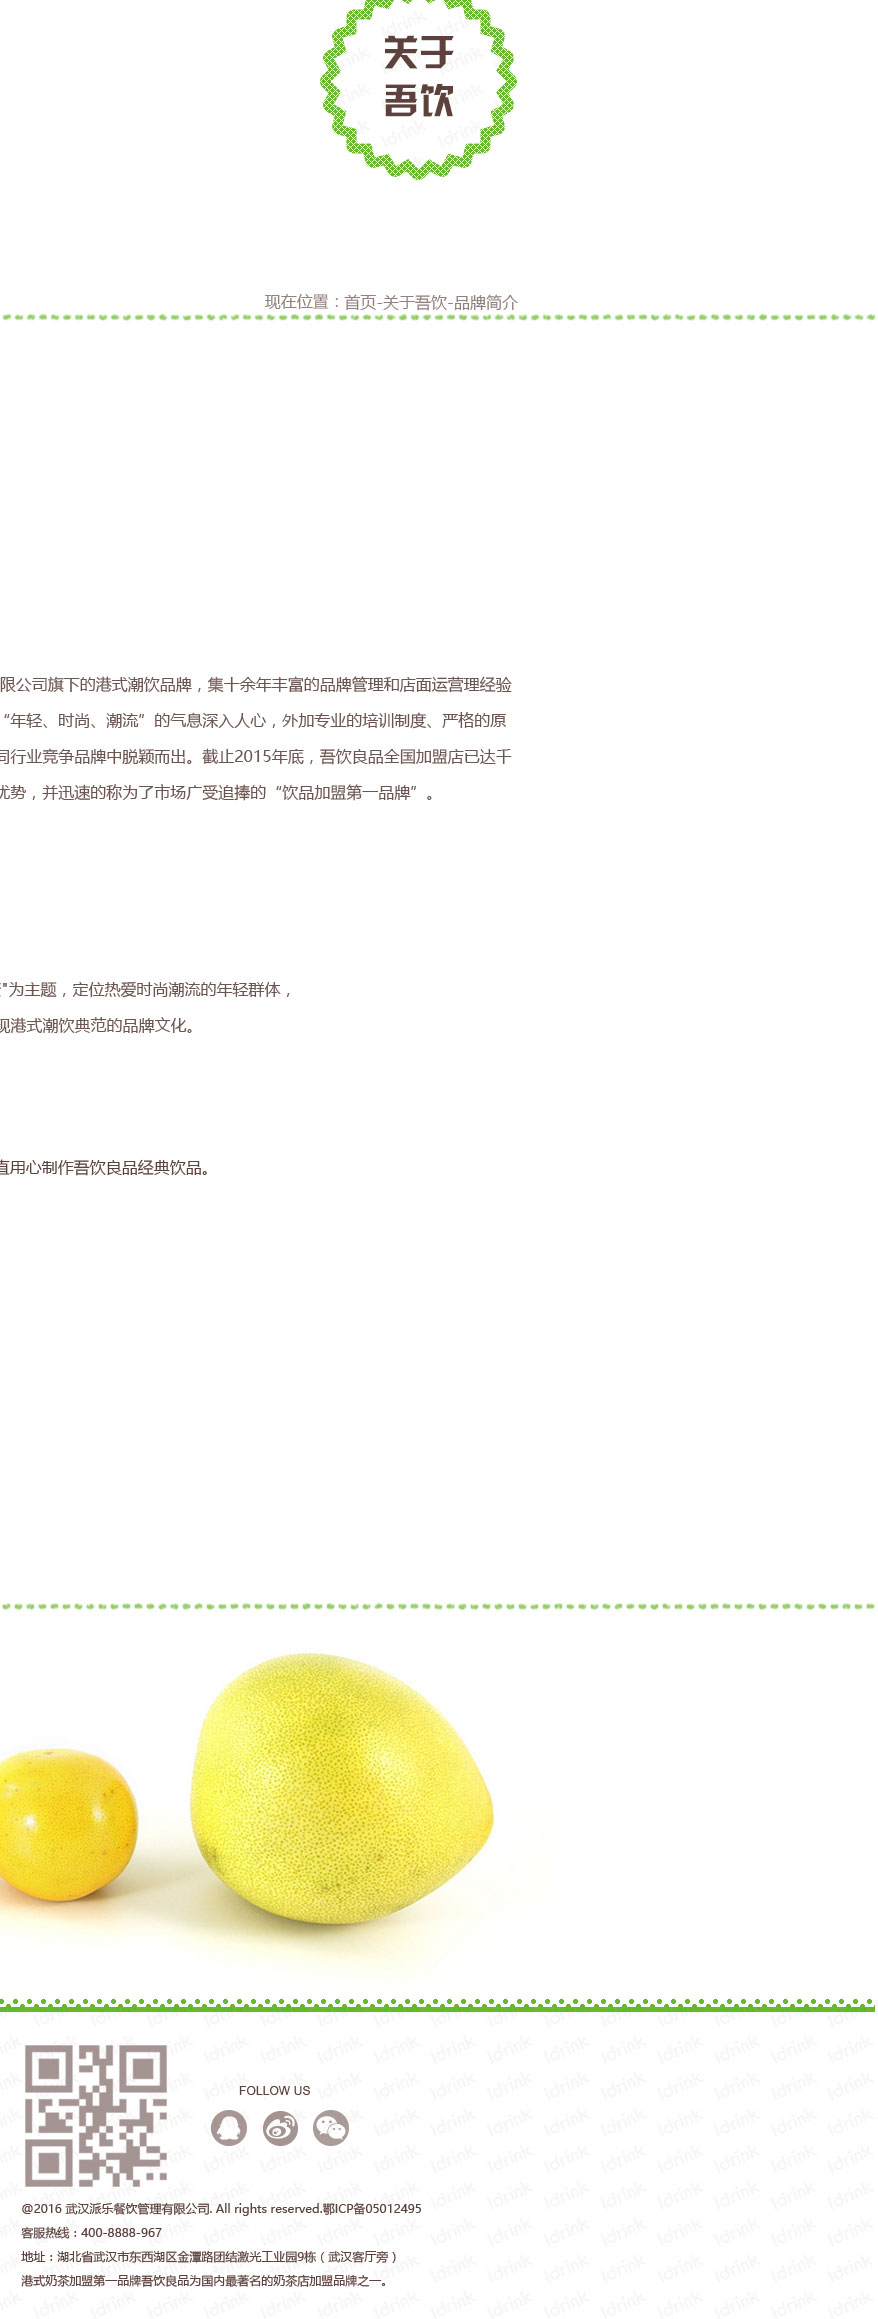 关于
吾饮
现在位置：首页-关于吾饮-品牌简介
限公司旗下的港式潮饮品牌，集十余年丰富的品牌管理和店面运营理经验
“年轻、时尚、潮流”的气息深入人心，外加专业的培训制度、严格的原
同行业竞争品牌中脱颖而出。截止2015年底，吾饮良品全国加盟店已达千
优势，并迅速的称为了市场广受追捧的“饮品加盟第一品牌”。
"为主题，定位热爱时尚潮流的年轻群体，
现港式潮饮典范的品牌文化。
直用心制作吾饮良品经典饮品。
FOLLOW US
@2016 武汉派乐餐饮管理有限公司. All rights reserved.鄂ICP备05012495
客服热线：400-8888-967
地址：湖北省武汉市东西湖区金潭路团结激光工业园9栋（武汉客厅旁）
港式奶茶加盟第一品牌吾饮良品为国内最著名的奶茶店加盟品牌之一。